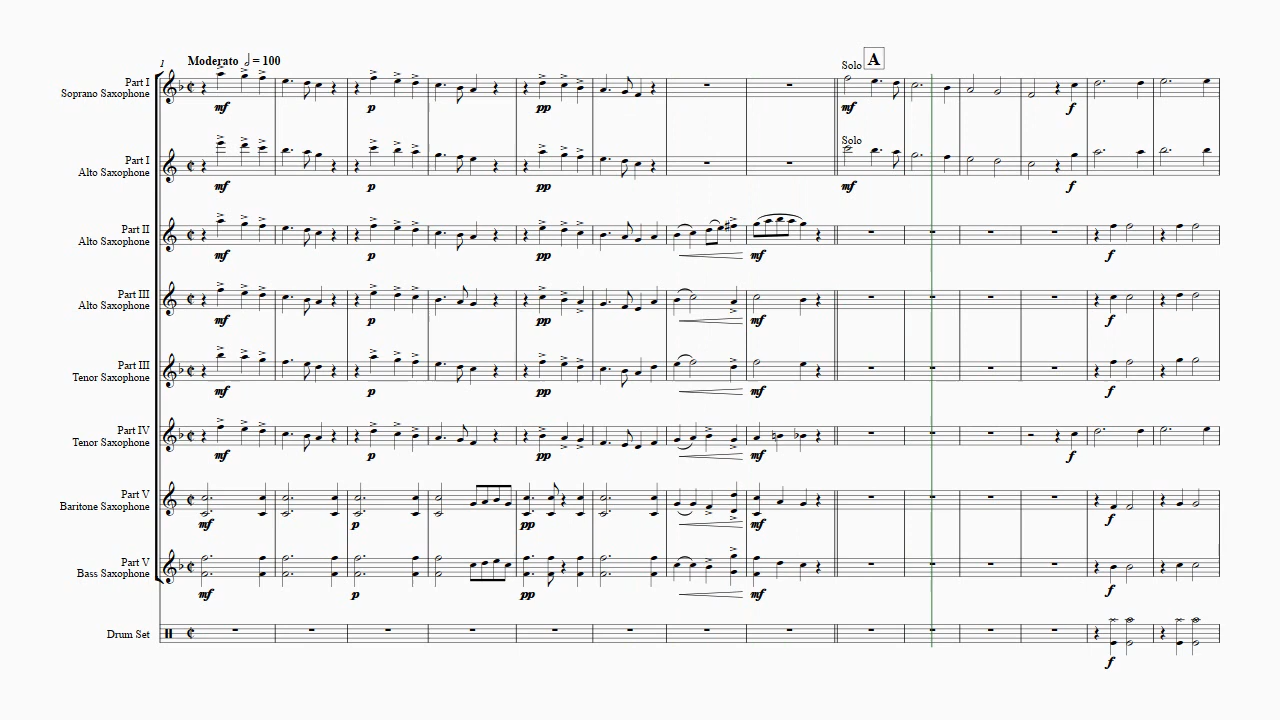 1
Moderato = 100
Solo A
Part I
Soprano Saxophone
mf p pp mf f
Solo
Part I
Alto Saxophone
mf p pp mf f
Part II
Alto Saxophone
mf p pp mf f
Part III
Alto Saxophone
mf p pp mf f
Part III
Tenor Saxophone
mf p pp mf f
Part IV
Tenor Saxophone
mf p pp mf f
Part V
Baritone Saxophone
mf p pp mf f
Part V
Bass Saxophone
mf p pp mf f
Drum Set
f